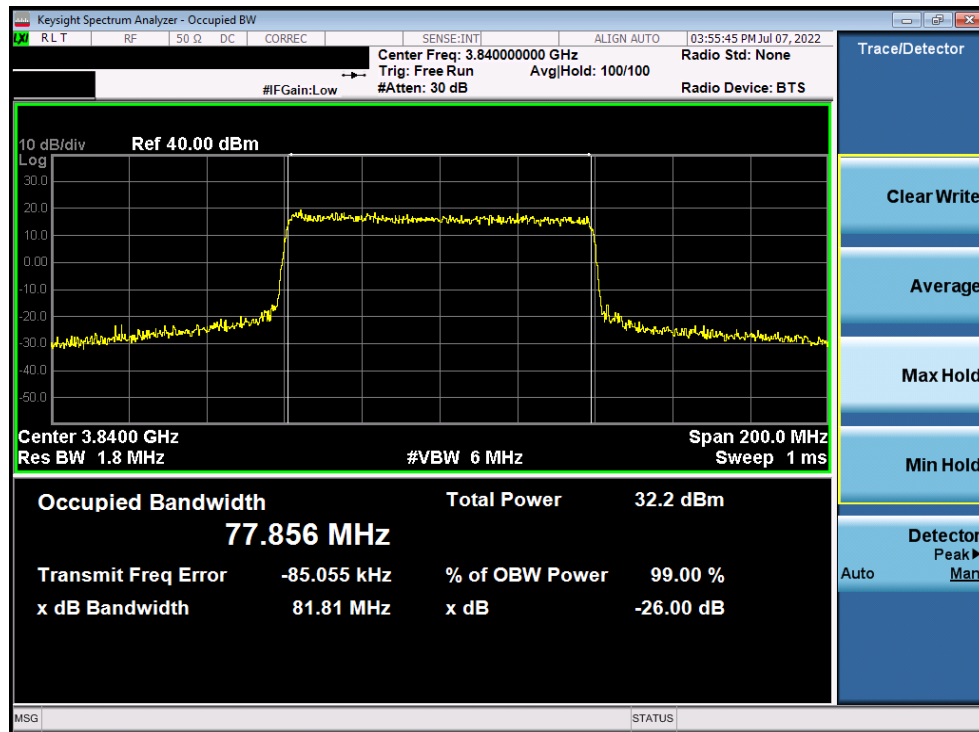 Keysight Spectrum Analyzer - Occupied BW
LXI RLT RF 50 Ω DC CORREC SENSE:INT ALIGN AUTO 03:55:45 PM Jul 07, 2022
Center Freq: 3.840000000 GHz Radio Std: None
Trig: Free Run Avg|Hold: 100/100
#IFGain:Low #Atten: 30 dB Radio Device: BTS
Trace/Detector
10 dB/div Ref 40.00 dBm
Log
30.0
20.0
10.0
0.00
-10.0
-20.0
-30.0
-40.0
-50.0
Center 3.8400 GHz Span 200.0 MHz
Res BW 1.8 MHz #VBW 6 MHz Sweep 1 ms
Occupied Bandwidth Total Power 32.2 dBm
77.856 MHz
Transmit Freq Error -85.055 kHz % of OBW Power 99.00 %
x dB Bandwidth 81.81 MHz x dB -26.00 dB
Clear Write
Average
Max Hold
Min Hold
Detector
Peak▶
Auto Man
MSG STATUS